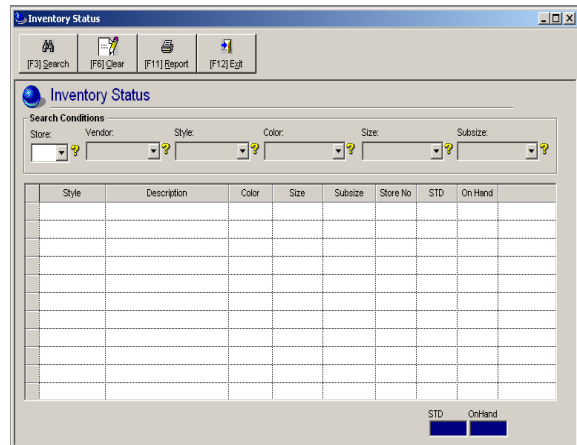 Inventory Status
[F3] Search [F6] Clear [F11] Report [F12] Exit
Inventory Status
Search Conditions
Store: Vendor: Style: Color: Size: Subsize:
? ? ? ? ? ?
Style Description Color Size Subsize Store No STD On Hand
STD OnHand